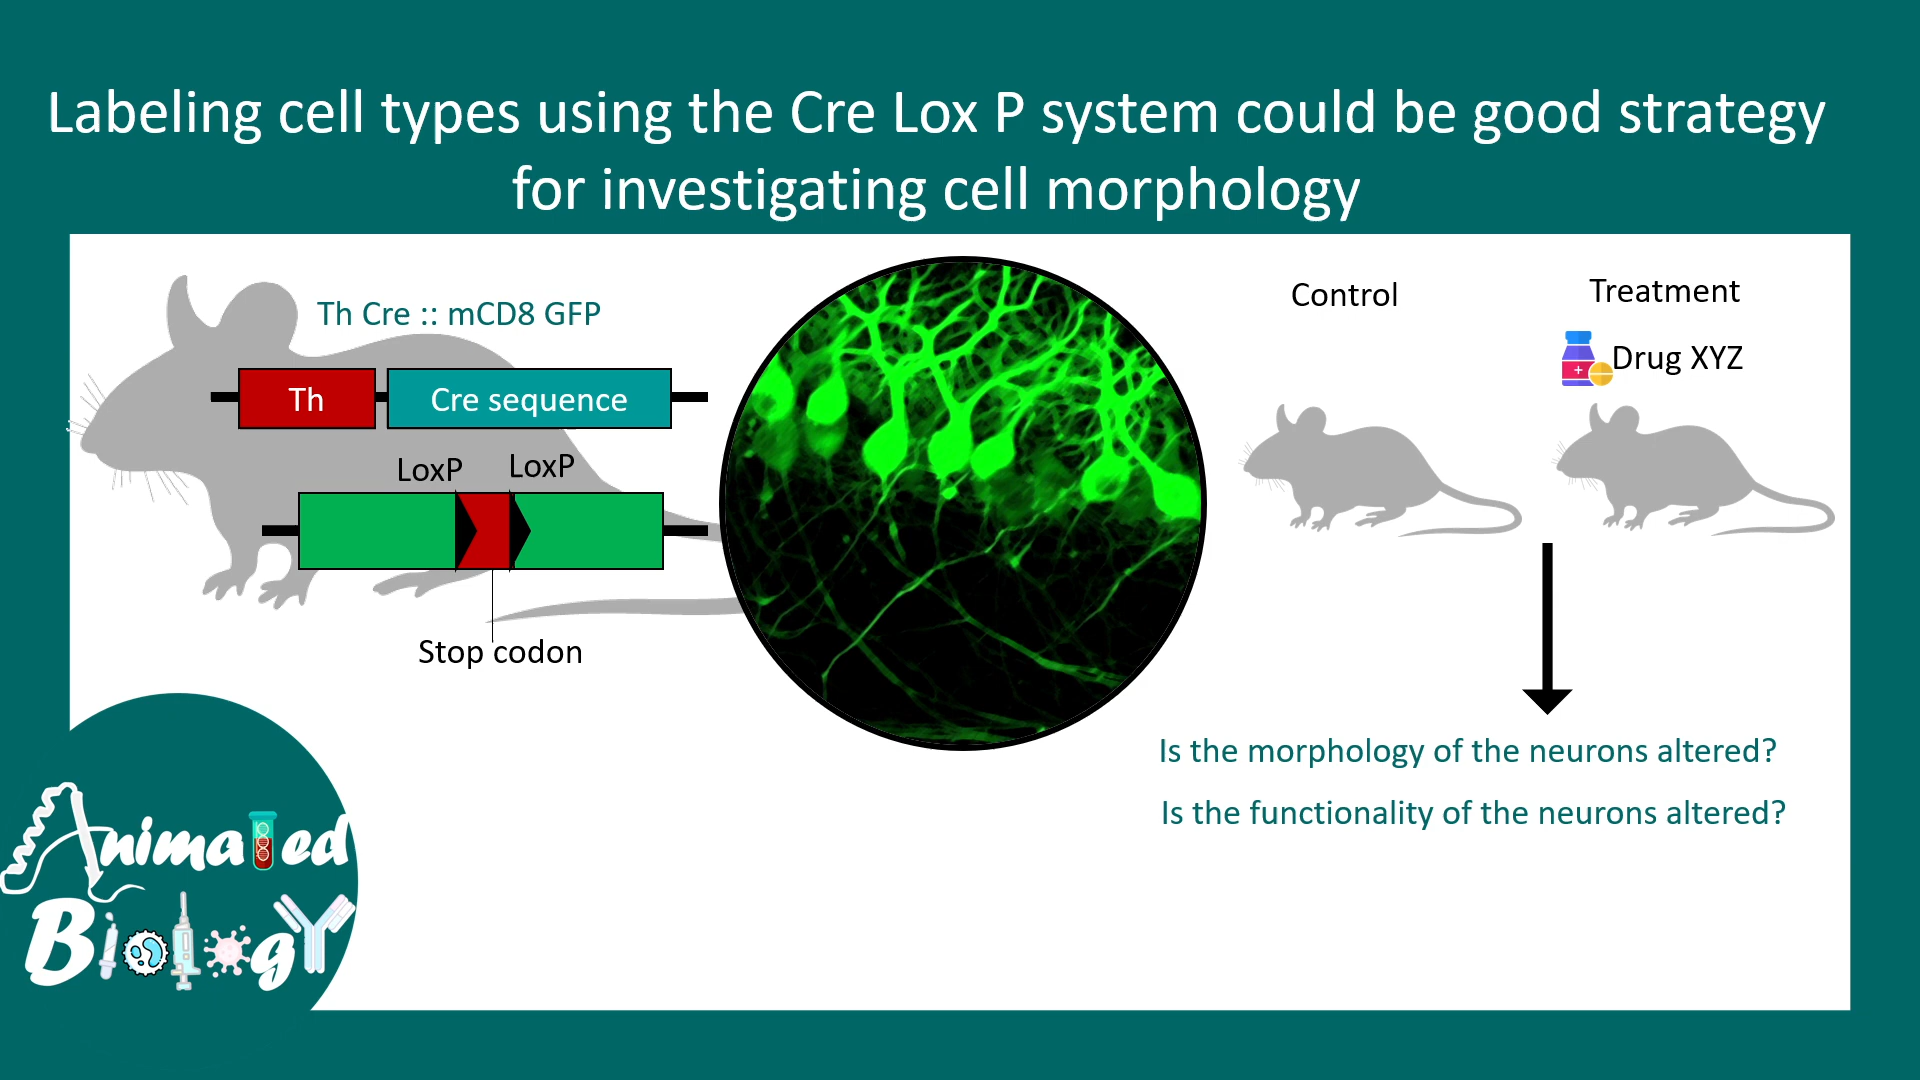 Labeling cell types using the Cre Lox P system could be good strategy
for investigating cell morphology
Th Cre :: mCD8 GFP
Th
Cre sequence
LoxP
LoxP
Stop codon
Control
Treatment
Drug XYZ
Is the morphology of the neurons altered?
Is the functionality of the neurons altered?
Animated
Biology